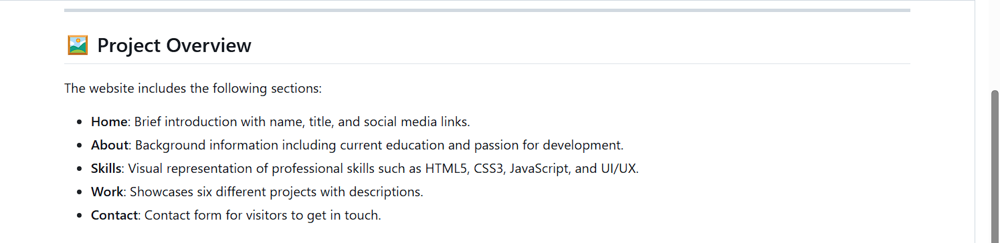 Project Overview
The website includes the following sections:
Home: Brief introduction with name, title, and social media links.
About: Background information including current education and passion for development.
Skills: Visual representation of professional skills such as HTML5, CSS3, JavaScript, and UI/UX.
Work: Showcases six different projects with descriptions.
Contact: Contact form for visitors to get in touch.